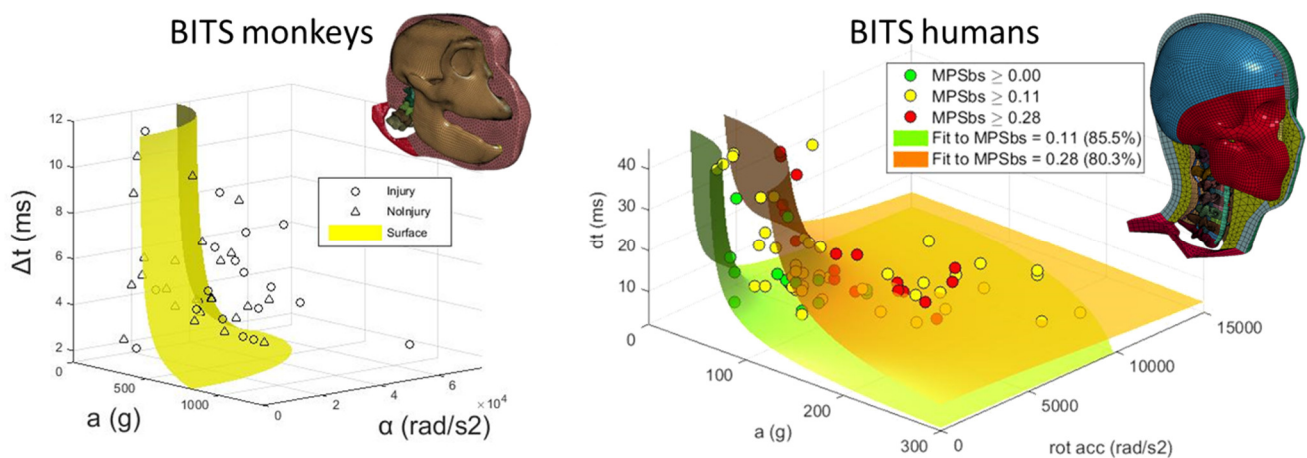 BITS monkeys
12
10
8
6
4
2
Δt (ms)
0
500
1000
a (g)
0
2
4
6
× 10⁴
α (rad/s2)
Injury
NoInjury
Surface
BITS humans
MPSbs ≥ 0.00
MPSbs ≥ 0.11
MPSbs ≥ 0.28
Fit to MPSbs = 0.11 (85.5%)
Fit to MPSbs = 0.28 (80.3%)
40
30
20
10
dt (ms)
0
100
200
300
a (g)
0
5000
10000
15000
rot acc (rad/s2)